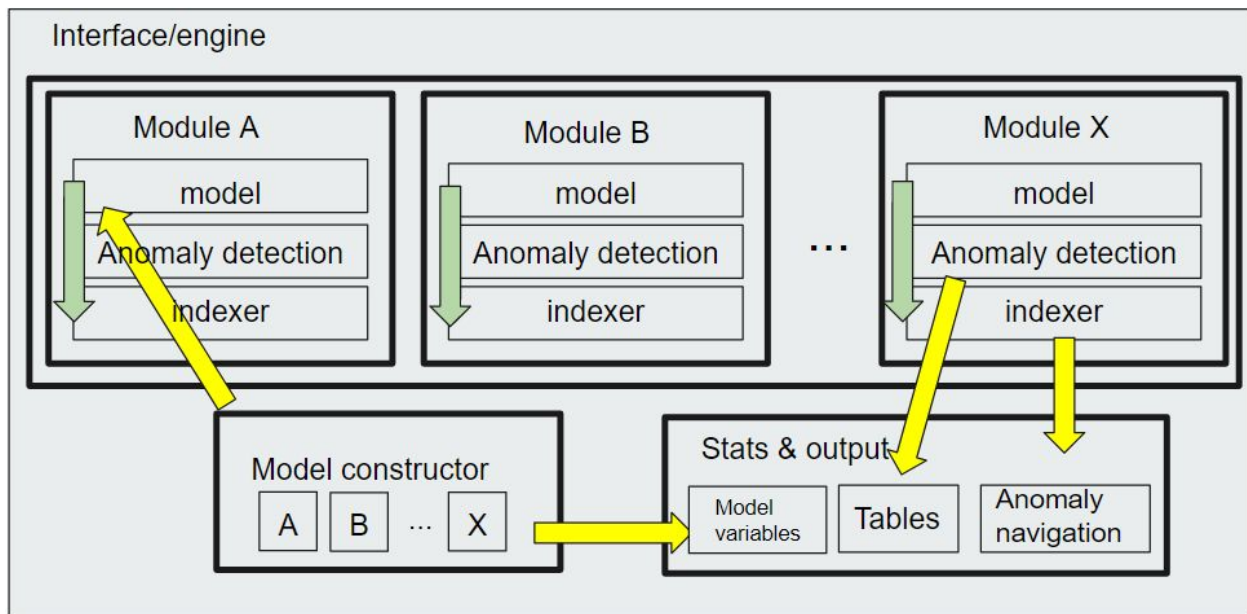 Interface/engine
Module A
model
Anomaly detection
indexer
Module B
model
Anomaly detection
indexer
...
Module X
model
Anomaly detection
indexer
Model constructor
A
B
...
X
Stats & output
Model
variables
Tables
Anomaly
navigation